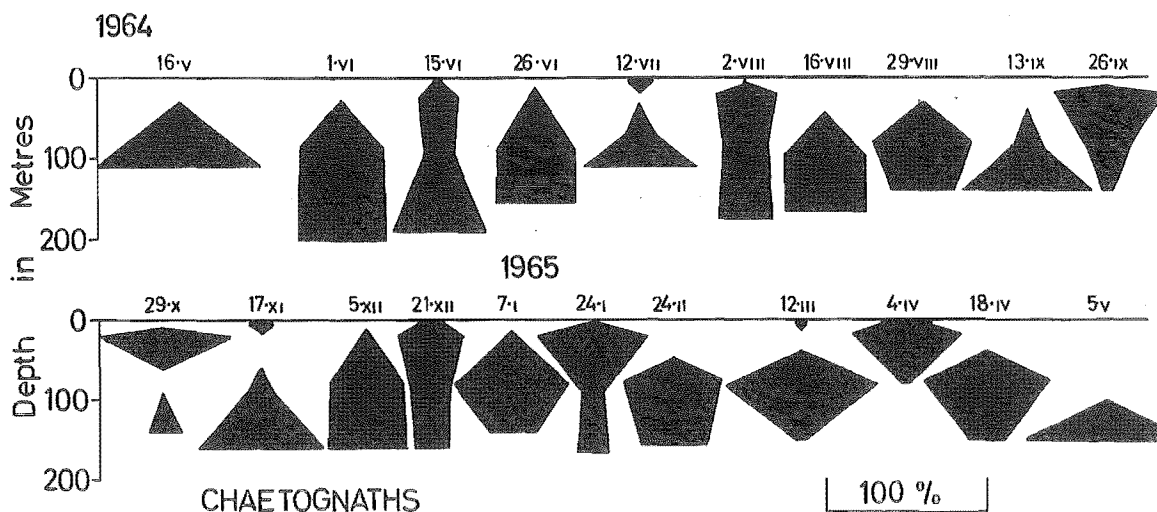 1964
16·V 1·VI 15·VI 26·VI 12·VII 2·VIII 16·VIII 29·VIII 13·IX 26·IX
0
100
200
Depth in Metres
1965
29·X 17·XI 5·XII 21·XII 7·I 24·I 24·II 12·III 4·IV 18·IV 5·V
0
100
200
CHAETOGNATHS
100 %